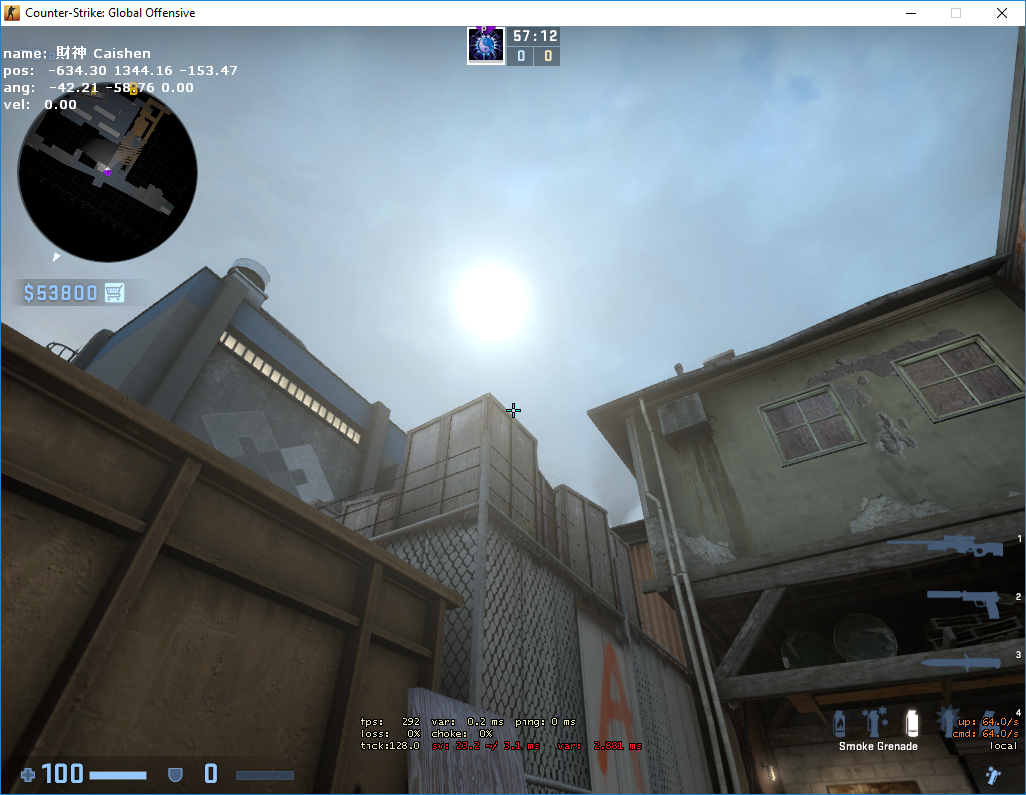 Counter-Strike: Global Offensive
57:12
0 0
name: 財神 Caishen
pos: -634.30 1344.16 -153.47
ang: -42.21 -58.76 0.00
vel: 0.00
$53800
1
2
3
4
A
fps: 292 var: 0.2 ms ping: 0 ms
loss: 0% choke: 0%
tick:128.0 sv: 23.2 ~/ 3.1 ms var: 2.881 ms
up: 64.0/s
cmd: 64.0/s
local
Smoke Grenade
100
0